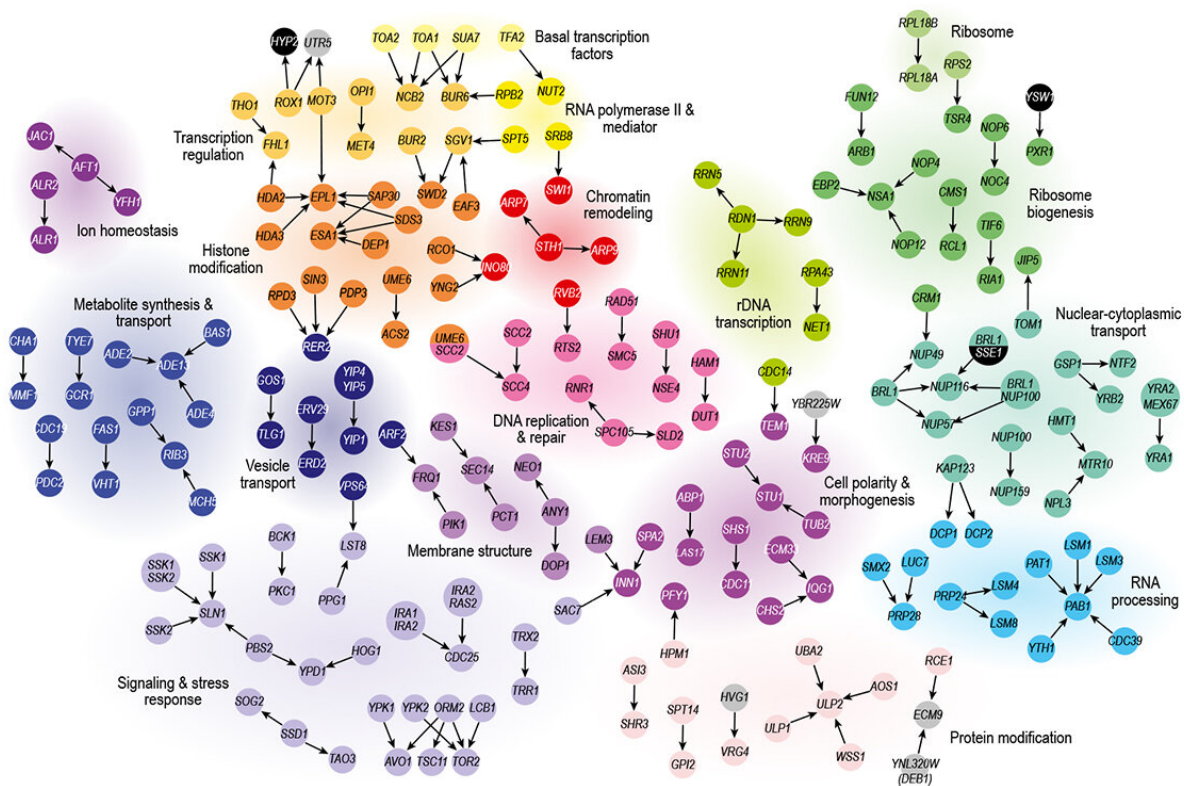 RPL18B
Ribosome
HYP2
UTR5
TOA2
TOA1
SUA7
TFA2
Basal transcription
factors
RPL18A
RPS2
FUN12
YSW1
THO1
ROX1
MOT3
OPI1
NCB2
BUR6
RPB2
NUT2
RNA polymerase II &
mediator
TSR4
NOP6
Transcription
regulation
FHL1
MET4
BUR2
SGV1
SPT5
SRB8
JAC1
ARB1
NOP4
PXR1
AFT1
ALR2
YFH1
ALR1
Ion homeostasis
HDA2
EPL1
SAP30
SWD2
EAF3
SWI1
Chromatin
remodeling
ARP7
RRN5
RDN1
RRN9
EBP2
NSA1
CMS1
NOC4
Ribosome
biogenesis
HDA3
ESA1
SDS3
DEP1
Histone
modification
RCO1
INO80
YNG2
STH1
ARP9
RRN11
RPA43
NOP12
RCL1
TIF6
RIA1
JIP5
Metabolite synthesis &
transport
RPD3
SIN3
PDP3
UME6
RVB2
RAD51
rDNA
transcription
NET1
CRM1
TOM1
Nuclear-cytoplasmic
transport
CHA1
TYE7
BAS1
ADE2
ADE13
RER2
ACS2
UME6
SCC2
SCC2
RTS2
SMC5
SHU1
HAM1
NUP49
BRL1
SSE1
GSP1
NTF2
MMF1
GCR1
GPP1
ADE4
GOS1
YIP4
YIP5
SCC4
RNR1
NSE4
CDC14
BRL1
NUP116
BRL1
NUP100
YRB2
YRA2
MEX67
CDC19
FAS1
RIB3
ERV29
TLG1
YIP1
ARF2
KES1
DNA replication
& repair
SPC105
SLD2
DUT1
YBR225W
TEM1
NUP57
HMT1
PDC2
VHT1
MCH5
Vesicle
transport
ERD2
VPS64
FRQ1
SEC14
NEO1
STU2
KRE9
KAP123
NUP100
MTR10
YRA1
PIK1
PCT1
ANY1
ABP1
STU1
Cell polarity &
morphogenesis
NUP159
NPL3
BCK1
LST8
Membrane structure
LEM3
SPA2
LAS17
SHS1
TUB2
ECM33
DCP1
DCP2
SSK1
SSK1
SSK2
DOP1
INN1
CDC11
IQG1
SMX2
LUC7
PAT1
LSM1
LSM3
RNA
processing
PKC1
PPG1
SLN1
IRA1
IRA2
IRA2
RAS2
SAC7
PFY1
CHS2
PRP28
PRP24
LSM4
LSM8
PAB1
SSK2
PBS2
HOG1
YPD1
CDC25
TRX2
YTH1
CDC39
Signaling & stress
response
TRR1
ASI3
HPM1
UBA2
RCE1
SOG2
YPK1
YPK2
ORM2
LCB1
SHR3
SPT14
HVG1
AOS1
ULP2
ECM9
SSD1
ULP1
Protein modification
TAO3
AVO1
TSC11
TOR2
GPI2
VRG4
WSS1
YNL320W
(DEB1)